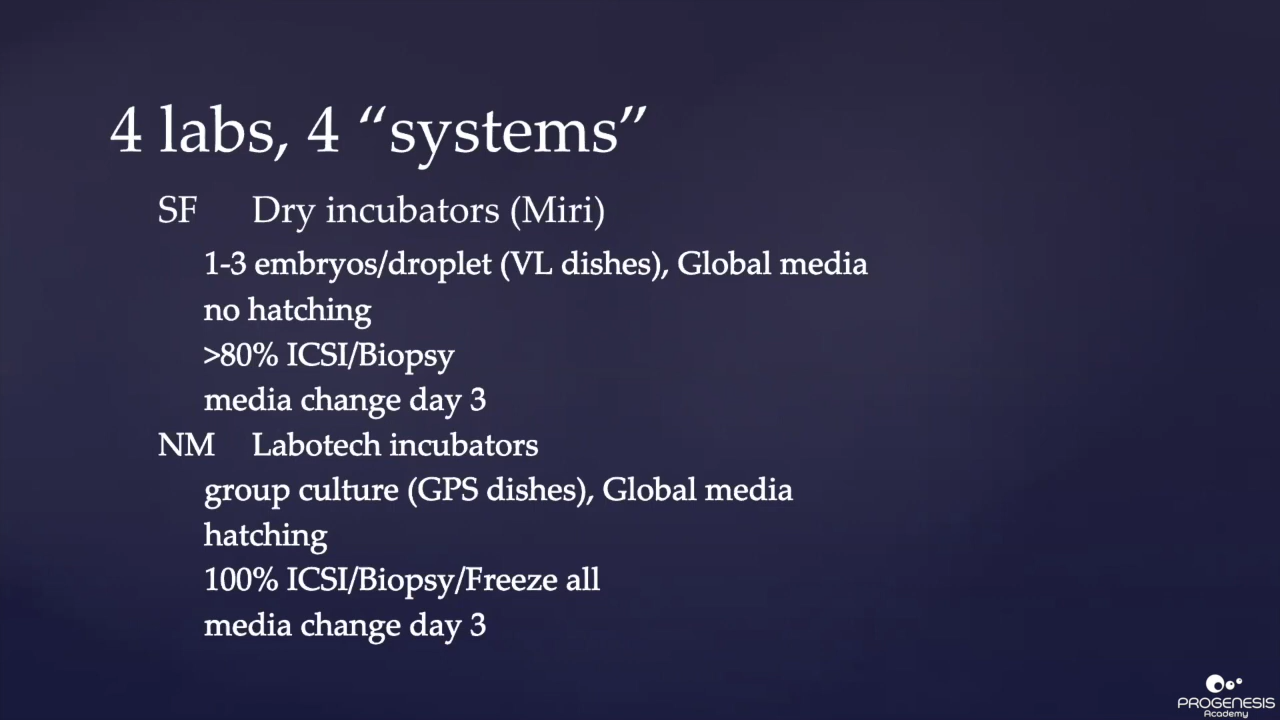 4 labs, 4 “systems”
SF Dry incubators (Miri)
1-3 embryos/droplet (VL dishes), Global media
no hatching
>80% ICSI/Biopsy
media change day 3
NM Labotech incubators
group culture (GPS dishes), Global media
hatching
100% ICSI/Biopsy/Freeze all
media change day 3
PROGENESIS
Academy